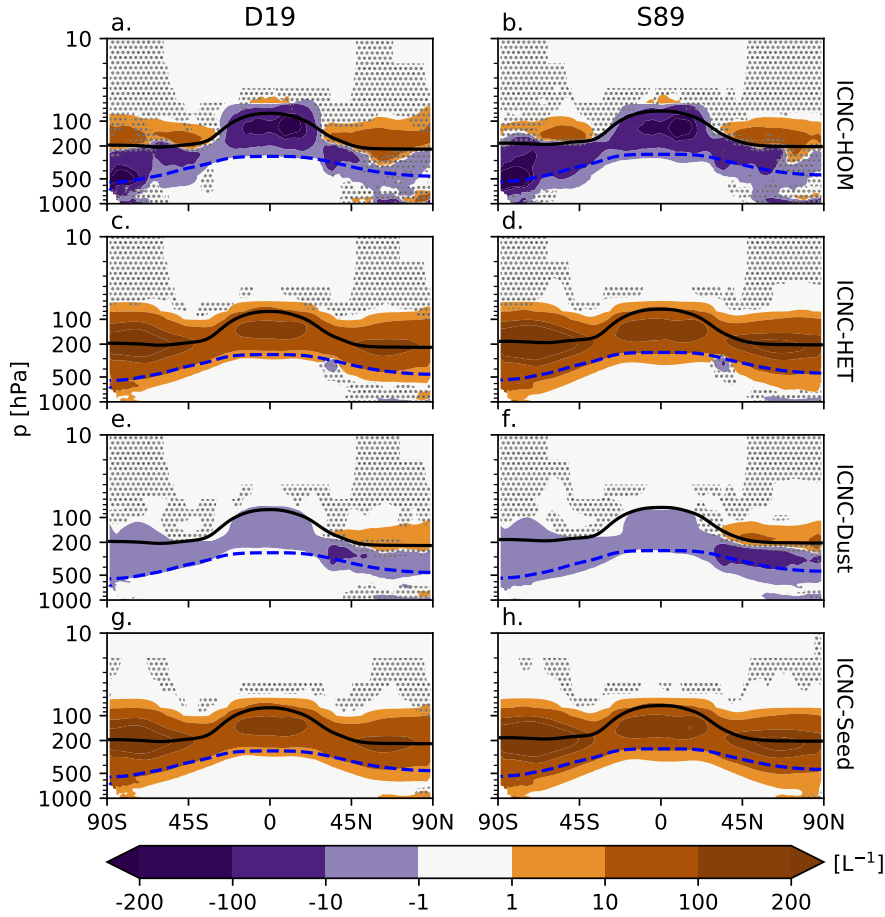 D19
S89
a.
b.
10
100
200
500
1000
ICNC-HOM
c.
d.
10
100
200
500
1000
ICNC-HET
p [hPa]
e.
f.
10
100
200
500
1000
ICNC-Dust
g.
h.
10
100
200
500
1000
ICNC-Seed
90S 45S 0 45N 90N 90S 45S 0 45N 90N
[L⁻¹]
-200 -100 -10 -1 1 10 100 200